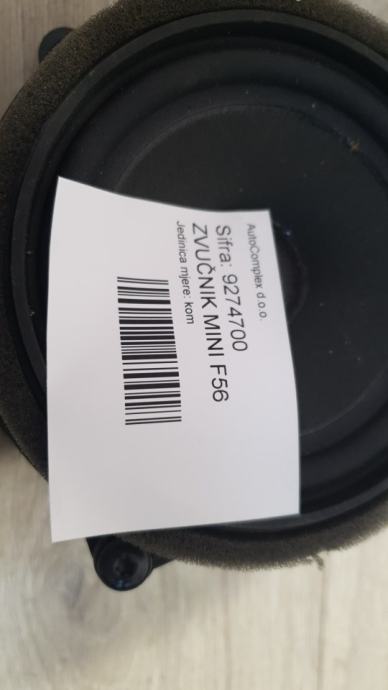 AutoComplex d.o.o.
Šifra: 9274700
ZVUČNIK MINI F56
Jedinica mjere: kom